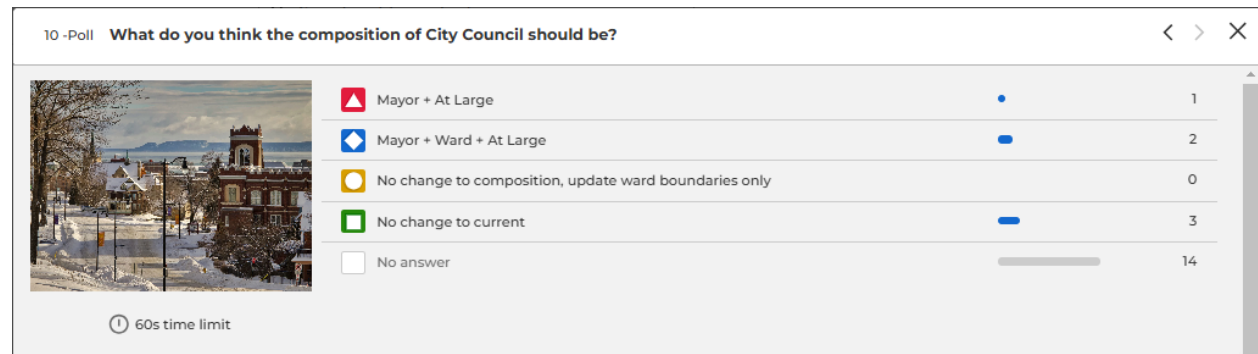 10 -Poll What do you think the composition of City Council should be?
Mayor + At Large 1
Mayor + Ward + At Large 2
No change to composition, update ward boundaries only 0
No change to current 3
No answer 14
60s time limit